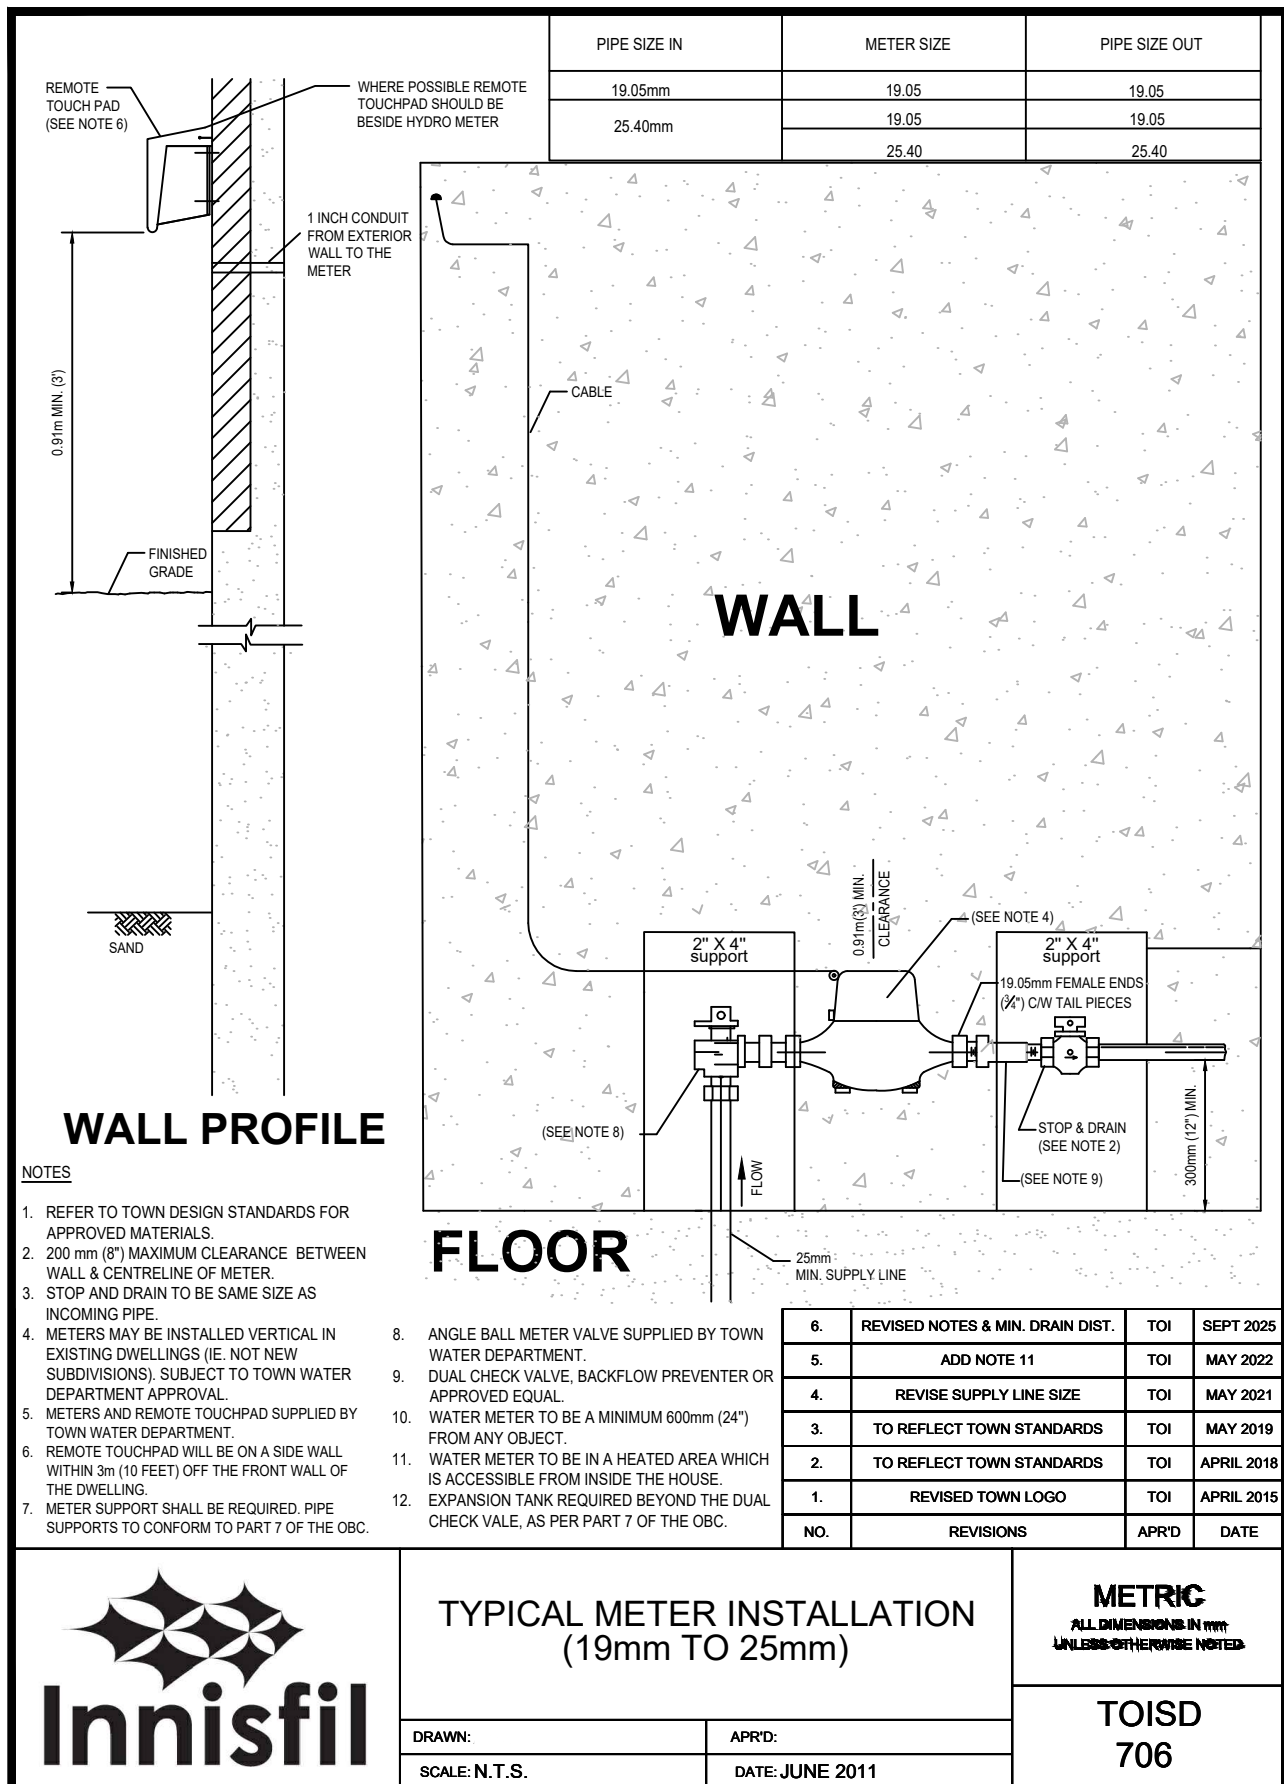 PIPE SIZE IN METER SIZE PIPE SIZE OUT
19.05mm 19.05 19.05
25.40mm 19.05 19.05
25.40 25.40
REMOTE
TOUCH PAD
(SEE NOTE 6)
WHERE POSSIBLE REMOTE
TOUCHPAD SHOULD BE
BESIDE HYDRO METER
1 INCH CONDUIT
FROM EXTERIOR
WALL TO THE
METER
0.91m MIN. (3')
FINISHED
GRADE
SAND
WALL PROFILE
CABLE
WALL
0.91m(3') MIN.
CLEARANCE
(SEE NOTE 4)
2" X 4"
support
2" X 4"
support
19.05mm FEMALE ENDS
(¾") C/W TAIL PIECES
(SEE NOTE 8)
FLOW
STOP & DRAIN
(SEE NOTE 2)
(SEE NOTE 9)
300mm (12") MIN.
FLOOR
25mm
MIN. SUPPLY LINE
NOTES
1. REFER TO TOWN DESIGN STANDARDS FOR
APPROVED MATERIALS.
2. 200 mm (8") MAXIMUM CLEARANCE BETWEEN
WALL & CENTRELINE OF METER.
3. STOP AND DRAIN TO BE SAME SIZE AS
INCOMING PIPE.
4. METERS MAY BE INSTALLED VERTICAL IN
EXISTING DWELLINGS (IE. NOT NEW
SUBDIVISIONS). SUBJECT TO TOWN WATER
DEPARTMENT APPROVAL.
5. METERS AND REMOTE TOUCHPAD SUPPLIED BY
TOWN WATER DEPARTMENT.
6. REMOTE TOUCHPAD WILL BE ON A SIDE WALL
WITHIN 3m (10 FEET) OFF THE FRONT WALL OF
THE DWELLING.
7. METER SUPPORT SHALL BE REQUIRED. PIPE
SUPPORTS TO CONFORM TO PART 7 OF THE OBC.
8. ANGLE BALL METER VALVE SUPPLIED BY TOWN
WATER DEPARTMENT.
9. DUAL CHECK VALVE, BACKFLOW PREVENTER OR
APPROVED EQUAL.
10. WATER METER TO BE A MINIMUM 600mm (24")
FROM ANY OBJECT.
11. WATER METER TO BE IN A HEATED AREA WHICH
IS ACCESSIBLE FROM INSIDE THE HOUSE.
12. EXPANSION TANK REQUIRED BEYOND THE DUAL
CHECK VALE, AS PER PART 7 OF THE OBC.
6. REVISED NOTES & MIN. DRAIN DIST. TOI SEPT 2025
5. ADD NOTE 11 TOI MAY 2022
4. REVISE SUPPLY LINE SIZE TOI MAY 2021
3. TO REFLECT TOWN STANDARDS TOI MAY 2019
2. TO REFLECT TOWN STANDARDS TOI APRIL 2018
1. REVISED TOWN LOGO TOI APRIL 2015
NO. REVISIONS APR'D DATE
Innisfil
TYPICAL METER INSTALLATION
(19mm TO 25mm)
DRAWN: APR'D:
SCALE: N.T.S. DATE: JUNE 2011
METRIC
ALL DIMENSIONS IN mm
UNLESS OTHERWISE NOTED
TOISD
706